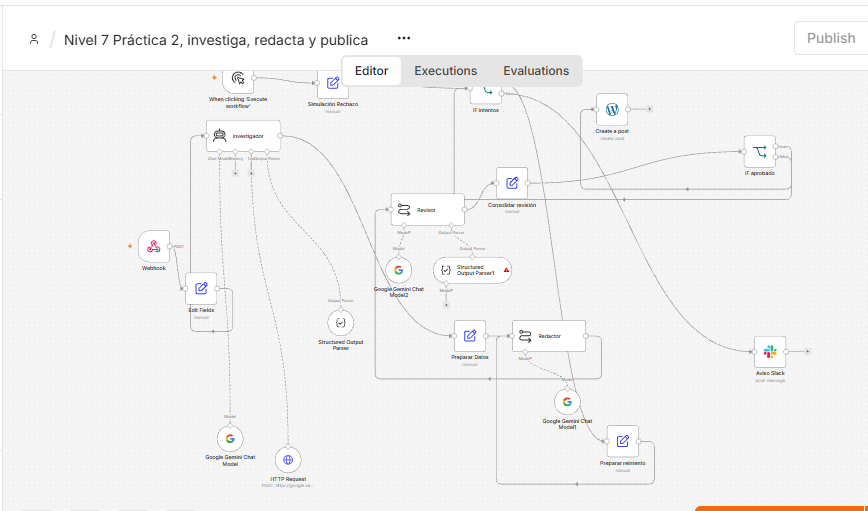 / Nivel 7 Práctica 2, investiga, redacta y publica ...
Publish
Editor Executions Evaluations
When clicking 'Execute
workflow'
Simulación Rechazo
manual
IF intentos
Create a post
create: post
Investigador
Output Parser
IF aprobado
Consolidar revisión
manual
Revisor
Model*
Output Parser
Webhook
POST
Model
Output Parser
Google Gemini Chat
Model2
Structured
Output Parser1
Model*
Edit Fields
manual
Output Parser
Structured Output
Parser
Preparar Datos
manual
Redactor
Model*
Aviso Slack
post: message
Model
Google Gemini Chat
Model1
Model
Google Gemini Chat
Model
HTTP Request
Preparar reintento
manual